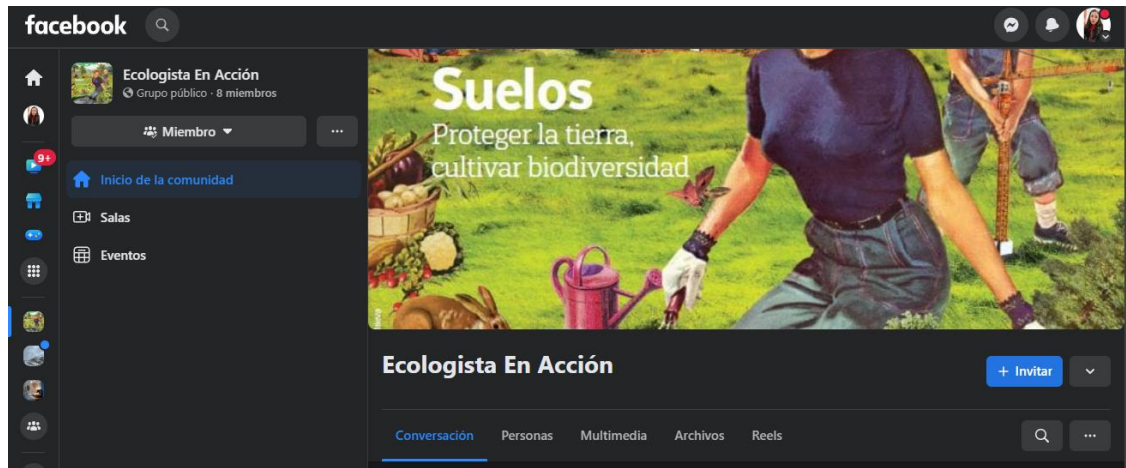 facebook
Ecologista En Acción
Grupo público · 8 miembros
Miembro
9+
Inicio de la comunidad
Salas
Eventos
Suelos
Proteger la tierra,
cultivar biodiversidad
Ecologista En Acción
+ Invitar
Conversación Personas Multimedia Archivos Reels